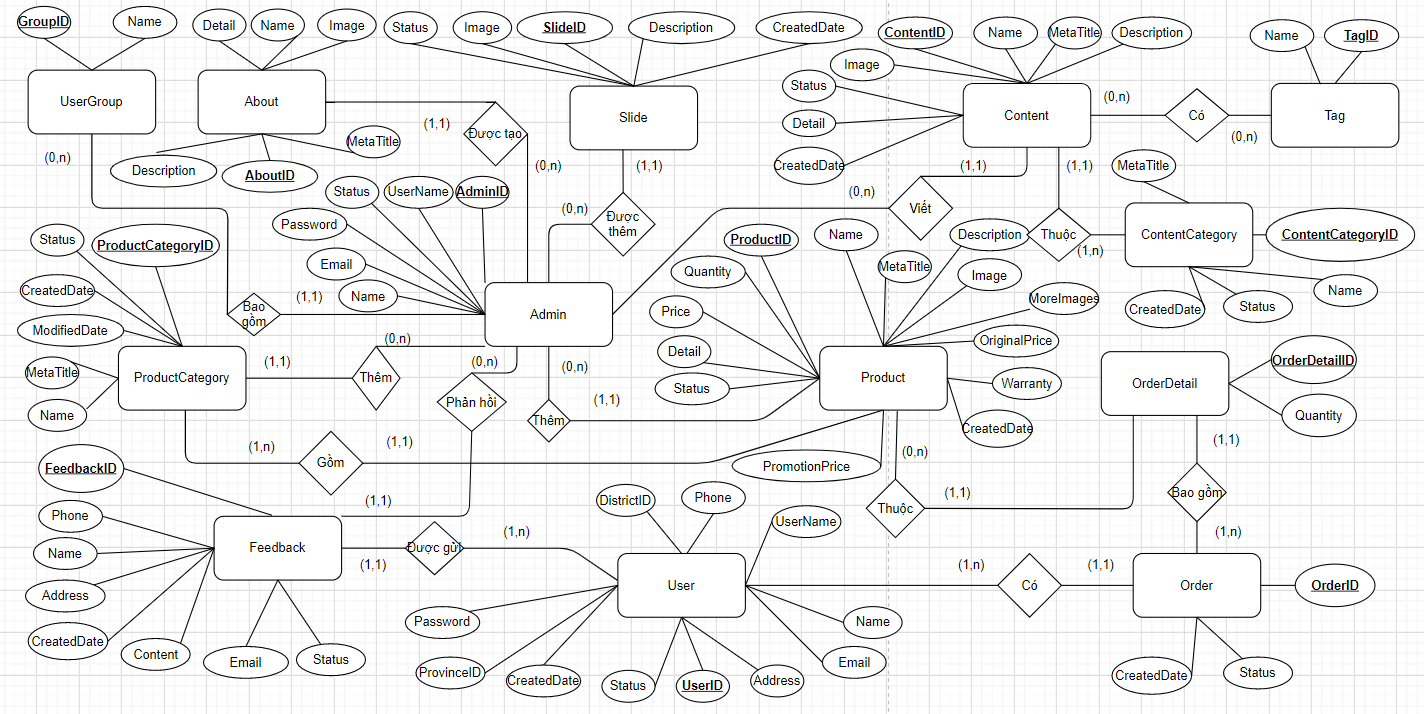 GroupID
Name
Detail
Name
Image
Status
Image
SlideID
Description
CreatedDate
ContentID
Name
MetaTitle
Description
Name
TagID
Image
UserGroup
About
Slide
Content
Tag
Status
Detail
CreatedDate
(1,1)
Được tạo
(0,n)
Có
(0,n)
(0,n)
MetaTitle
Description
AboutID
(0,n)
(1,1)
(1,1)
(1,1)
MetaTitle
Status
UserName
AdminID
(0,n)
(0,n)
Được
thêm
Viết
Password
Email
Name
Status
ProductCategoryID
CreatedDate
ModifiedDate
MetaTitle
Name
ProductID
Name
Description
Thuộc
(1,n)
ContentCategory
ContentCategoryID
Quantity
MetaTitle
Image
MoreImages
CreatedDate
Status
Name
Bao
gồm
(1,1)
Admin
Price
Detail
Status
OriginalPrice
Warranty
CreatedDate
(0,n)
(0,n)
(0,n)
ProductCategory
(1,1)
Thêm
Phản hồi
Thêm
(1,1)
Product
OrderDetail
OrderDetailID
Quantity
(1,n)
Gồm
(1,1)
(0,n)
(1,1)
PromotionPrice
FeedbackID
(1,1)
DistrictID
Phone
UserName
Thuộc
(1,1)
Bao gồm
(1,n)
Phone
Name
Address
CreatedDate
Content
Email
Status
Feedback
(1,1)
Được gửi
(1,n)
User
(1,n)
Có
(1,1)
Order
OrderID
Password
ProvinceID
CreatedDate
Status
UserID
Address
Email
Name
CreatedDate
Status